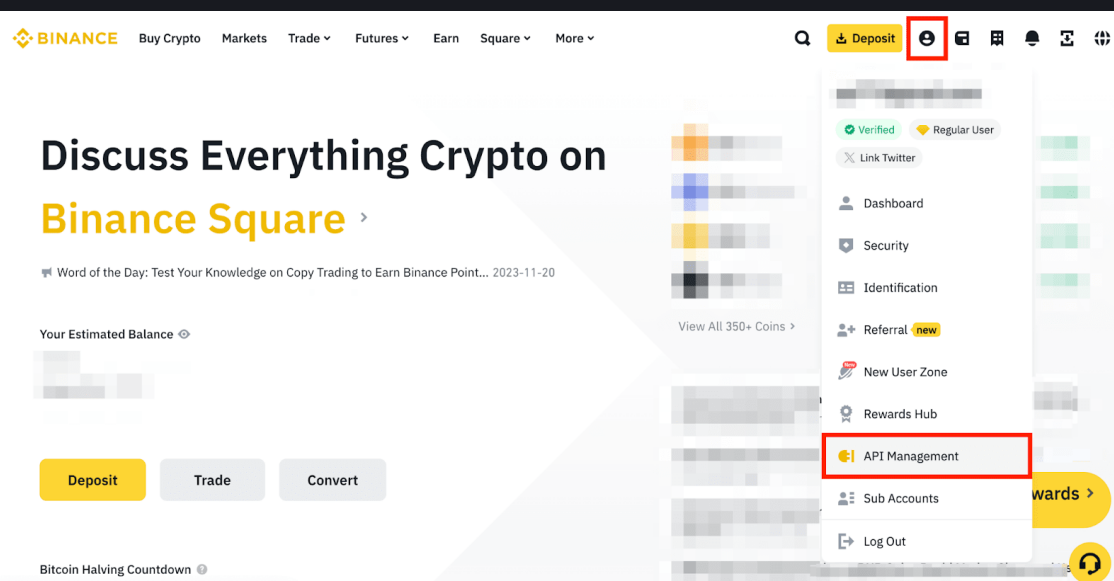 BINANCE Buy Crypto Markets Trade Futures Earn Square More Deposit
Verified Regular User
Link Twitter
Discuss Everything Crypto on
Binance Square
Word of the Day: Test Your Knowledge on Copy Trading to Earn Binance Point... 2023-11-20
Your Estimated Balance
Deposit Trade Convert
Bitcoin Halving Countdown
View All 350+ Coins
Dashboard
Security
Identification
Referral new
New User Zone
Rewards Hub
API Management
Sub Accounts
Log Out
wards